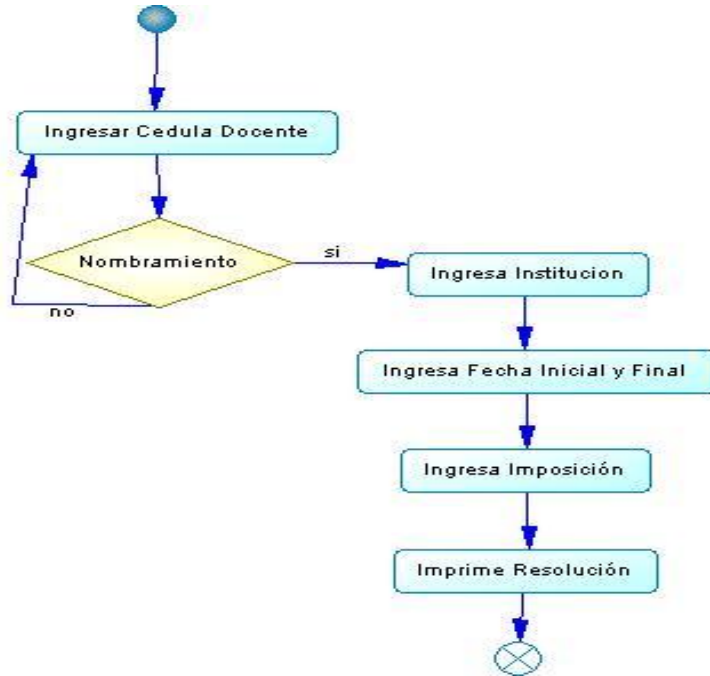 Ingresar Cedula Docente
Nombramiento
si
no
Ingresa Institucion
Ingresa Fecha Inicial y Final
Ingresa Imposición
Imprime Resolución